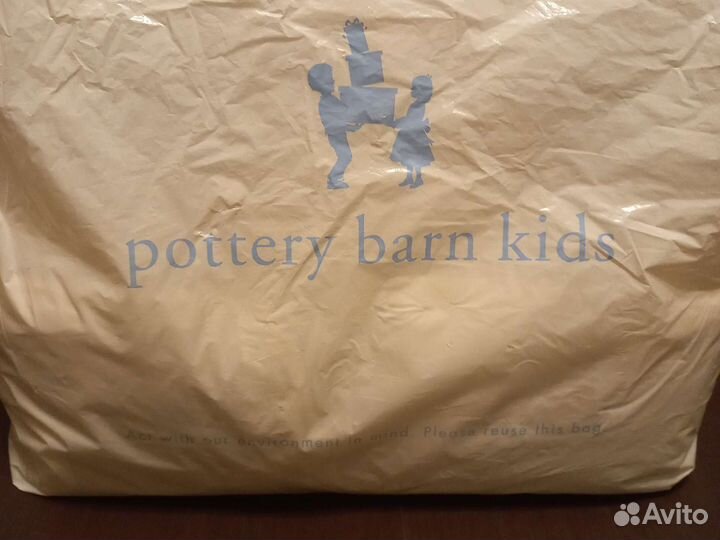 pottery barn kids
Act with our environment in mind. Please reuse this bag.
Avito